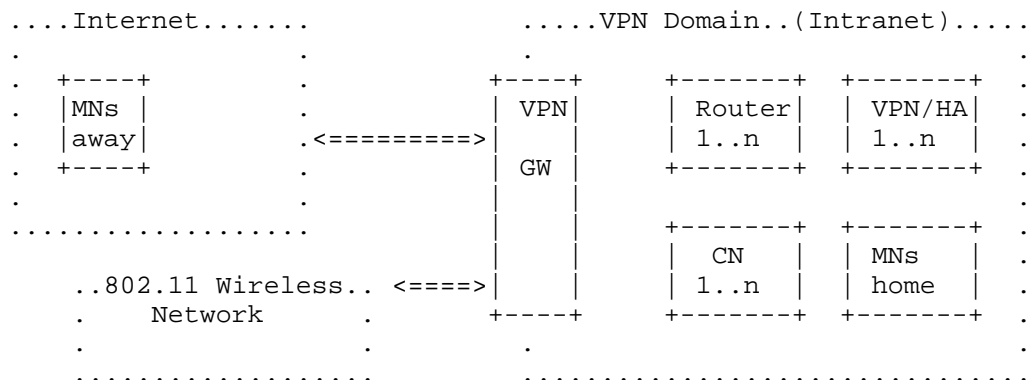 ....Internet.......             .....VPN Domain..(Intranet).....
.                 .             .                              .
.  +----+         .           +----+     +-------+  +-------+  .
.  |MNs |         .           | VPN|     | Router|  | VPN/HA|  .
.  |away|         .<=========>|    |     | 1..n  |  | 1..n  |  .
.  +----+         .           | GW |     +-------+  +-------+  .
.                 .           |    |                           .
...................           |    |     +-------+  +-------+  .
                              |    |     |  CN   |  | MNs   |  .
    ..802.11 Wireless.. <====>|    |     | 1..n  |  | home  |  .
    .    Network      .       +----+     +-------+  +-------+  .
    .                 .         .                              .
    ...................         ................................